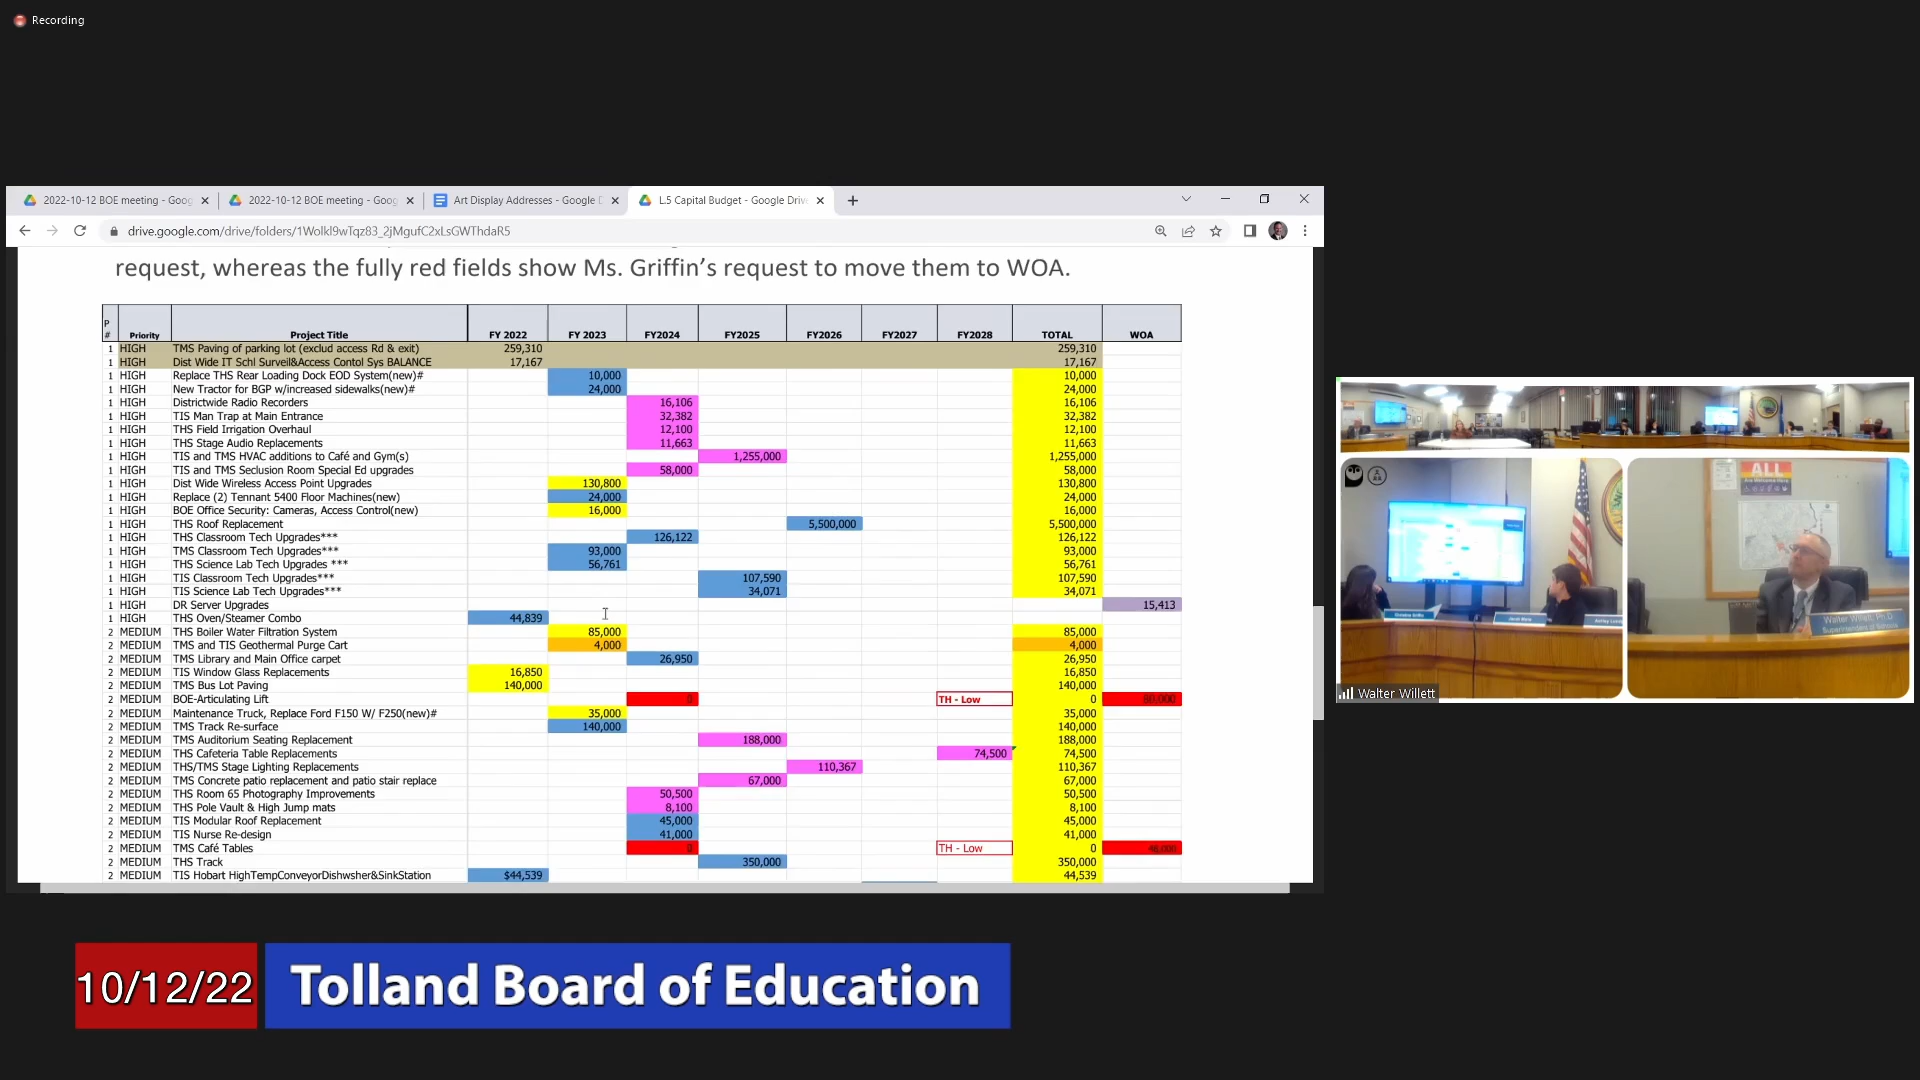 Recording
2022-10-12 BOE meeting - Goog
2022-10-12 BOE meeting - Goog
Art Display Addresses - Google D
L.5 Capital Budget - Google Drive
request, whereas the fully red fields show Ms. Griffin's request to move them to WOA.
P # Priority Project Title FY 2022 FY 2023 FY2024 FY2025 FY2026 FY2027 FY2028 TOTAL WOA
1 HIGH TMS Paving of parking lot (exclud access Rd & exit) 259,310 259,310
1 HIGH Dist Wide IT Schl Surveil&Access Contol Sys BALANCE 17,167 17,167
1 HIGH Replace THS Rear Loading Dock EOD System(new)# 10,000 10,000
1 HIGH New Tractor for BGP w/increased sidewalks(new)# 24,000 24,000
1 HIGH Districtwide Radio Recorders 16,106 16,106
1 HIGH TIS Man Trap at Main Entrance 32,382 32,382
1 HIGH THS Field Irrigation Overhaul 12,100 12,100
1 HIGH THS Stage Audio Replacements 11,663 11,663
1 HIGH TIS and TMS HVAC additions to Café and Gym(s) 1,255,000 1,255,000
1 HIGH TIS and TMS Seclusion Room Special Ed upgrades 58,000 58,000
1 HIGH Dist Wide Wireless Access Point Upgrades 130,800 130,800
1 HIGH Replace (2) Tennant 5400 Floor Machines(new) 24,000 24,000
1 HIGH BOE Office Security: Cameras, Access Control(new) 16,000 16,000
1 HIGH THS Roof Replacement 5,500,000 5,500,000
1 HIGH THS Classroom Tech Upgrades*** 126,122 126,122
1 HIGH TMS Classroom Tech Upgrades*** 93,000 93,000
1 HIGH THS Science Lab Tech Upgrades *** 56,761 56,761
1 HIGH TIS Classroom Tech Upgrades*** 107,590 107,590
1 HIGH TIS Science Lab Tech Upgrades*** 34,071 34,071
1 HIGH DR Server Upgrades 15,413
1 HIGH THS Oven/Steamer Combo 44,839
2 MEDIUM THS Boiler Water Filtration System 85,000 85,000
2 MEDIUM TMS and TIS Geothermal Purge Cart 4,000 4,000
2 MEDIUM TMS Library and Main Office carpet 26,950 26,950
2 MEDIUM TIS Window Glass Replacements 16,850 16,850
2 MEDIUM TMS Bus Lot Paving 140,000 140,000
2 MEDIUM BOE-Articulating Lift 0 TH - Low 0 80,000
2 MEDIUM Maintenance Truck, Replace Ford F150 W/ F250(new)# 35,000 35,000
2 MEDIUM TMS Track Re-surface 140,000 140,000
2 MEDIUM TMS Auditorium Seating Replacement 188,000 188,000
2 MEDIUM THS Cafeteria Table Replacements 74,500 74,500
2 MEDIUM THS/TMS Stage Lighting Replacements 110,367 110,367
2 MEDIUM TMS Concrete patio replacement and patio stair replace 67,000 67,000
2 MEDIUM THS Room 65 Photography Improvements 50,500 50,500
2 MEDIUM THS Pole Vault & High Jump mats 8,100 8,100
2 MEDIUM TIS Modular Roof Replacement 45,000 45,000
2 MEDIUM TIS Nurse Re-design 41,000 41,000
2 MEDIUM TMS Café Tables 0 TH - Low 0 48,000
2 MEDIUM THS Track 350,000 350,000
2 MEDIUM TIS Hobart HighTempConveyorDishwsher&SinkStation $44,539 44,539
drive.google.com/drive/folders/1Wolkl9wTqz83_2jMgufC2xLsGWThdaR5
ALL
Are Welcome Here
Walter Willett, Ph.D
Superintendent of Schools
Walter Willett
10/12/22
Tolland Board of Education